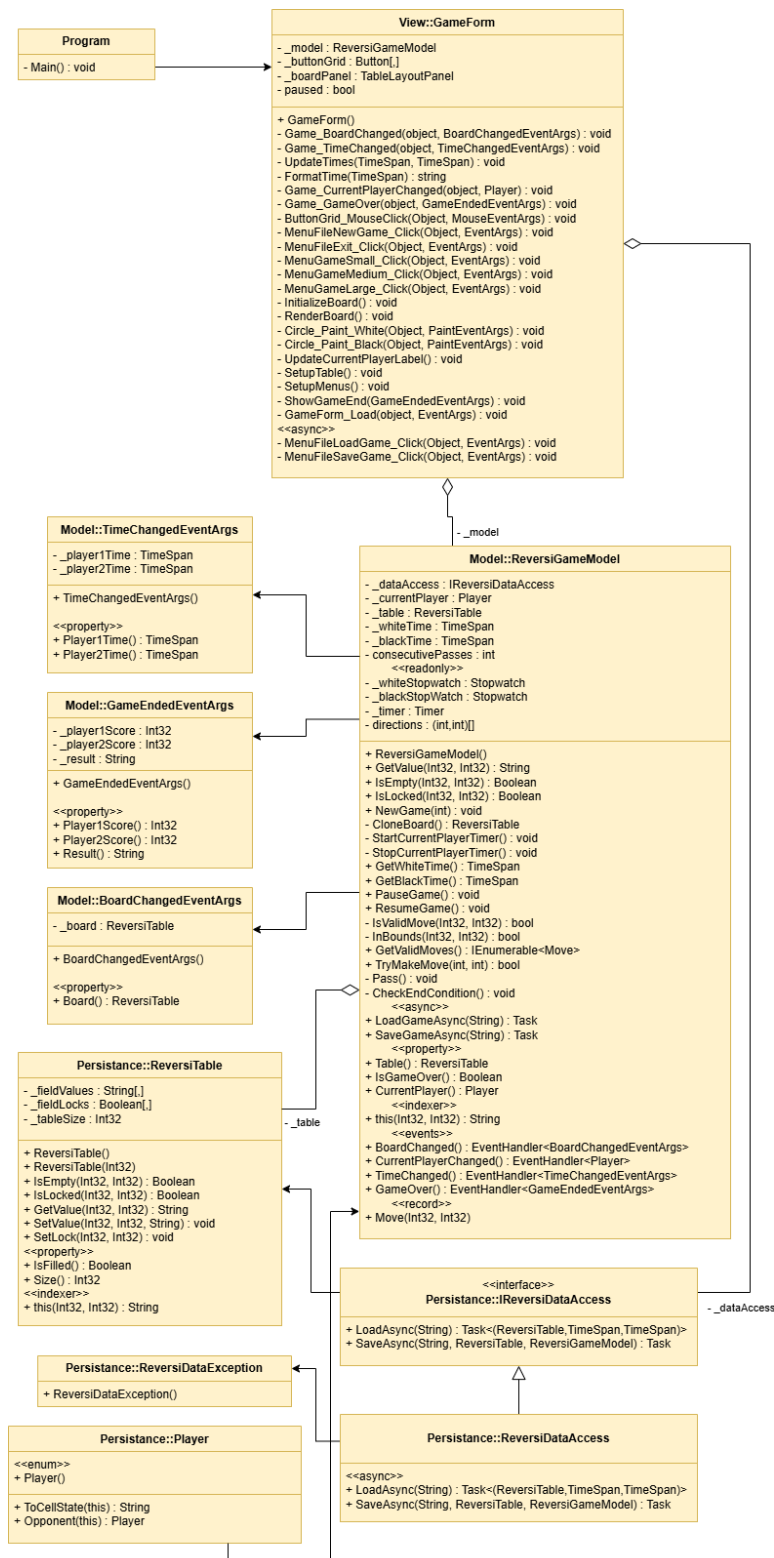 Program
- Main() : void
View::GameForm
- _model : ReversiGameModel
- _buttonGrid : Button[,]
- _boardPanel : TableLayoutPanel
- paused : bool
+ GameForm()
- Game_BoardChanged(object, BoardChangedEventArgs) : void
- Game_TimeChanged(object, TimeChangedEventArgs) : void
- UpdateTimes(TimeSpan, TimeSpan) : void
- FormatTime(TimeSpan) : string
- Game_CurrentPlayerChanged(object, Player) : void
- Game_GameOver(object, GameEndedEventArgs) : void
- ButtonGrid_MouseClick(Object, MouseEventArgs) : void
- MenuFileNewGame_Click(Object, EventArgs) : void
- MenuFileExit_Click(Object, EventArgs) : void
- MenuGameSmall_Click(Object, EventArgs) : void
- MenuGameMedium_Click(Object, EventArgs) : void
- MenuGameLarge_Click(Object, EventArgs) : void
- InitializeBoard() : void
- RenderBoard() : void
- Circle_Paint_White(Object, PaintEventArgs) : void
- Circle_Paint_Black(Object, PaintEventArgs) : void
- UpdateCurrentPlayerLabel() : void
- SetupTable() : void
- SetupMenus() : void
- ShowGameEnd(GameEndedEventArgs) : void
- GameForm_Load(object, EventArgs) : void
<<async>>
- MenuFileLoadGame_Click(Object, EventArgs) : void
- MenuFileSaveGame_Click(Object, EventArgs) : void
- _model
Model::TimeChangedEventArgs
- _player1Time : TimeSpan
- _player2Time : TimeSpan
+ TimeChangedEventArgs()
<<property>>
+ Player1Time() : TimeSpan
+ Player2Time() : TimeSpan
Model::GameEndedEventArgs
- _player1Score : Int32
- _player2Score : Int32
- _result : String
+ GameEndedEventArgs()
<<property>>
+ Player1Score() : Int32
+ Player2Score() : Int32
+ Result() : String
Model::BoardChangedEventArgs
- _board : ReversiTable
+ BoardChangedEventArgs()
<<property>>
+ Board() : ReversiTable
Model::ReversiGameModel
- _dataAccess : IReversiDataAccess
- _currentPlayer : Player
- _table : ReversiTable
- _whiteTime : TimeSpan
- _blackTime : TimeSpan
- consecutivePasses : int
<<readonly>>
- _whiteStopwatch : Stopwatch
- _blackStopWatch : Stopwatch
- _timer : Timer
- directions : (int,int)[]
+ ReversiGameModel()
+ GetValue(Int32, Int32) : String
+ IsEmpty(Int32, Int32) : Boolean
+ IsLocked(Int32, Int32) : Boolean
+ NewGame(int) : void
- CloneBoard() : ReversiTable
- StartCurrentPlayerTimer() : void
- StopCurrentPlayerTimer() : void
+ GetWhiteTime() : TimeSpan
+ GetBlackTime() : TimeSpan
+ PauseGame() : void
+ ResumeGame() : void
- IsValidMove(Int32, Int32) : bool
- InBounds(Int32, Int32) : bool
+ GetValidMoves() : IEnumerable<Move>
+ TryMakeMove(int, int) : bool
- Pass() : void
- CheckEndCondition() : void
<<async>>
+ LoadGameAsync(String) : Task
+ SaveGameAsync(String) : Task
<<property>>
+ Table() : ReversiTable
+ IsGameOver() : Boolean
+ CurrentPlayer() : Player
<<indexer>>
+ this(Int32, Int32) : String
<<events>>
+ BoardChanged() : EventHandler<BoardChangedEventArgs>
+ CurrentPlayerChanged() : EventHandler<Player>
+ TimeChanged() : EventHandler<TimeChangedEventArgs>
+ GameOver() : EventHandler<GameEndedEventArgs>
<<record>>
+ Move(Int32, Int32)
Persistance::ReversiTable
- _fieldValues : String[,]
- _fieldLocks : Boolean[,]
- _tableSize : Int32
+ ReversiTable()
+ ReversiTable(Int32)
+ IsEmpty(Int32, Int32) : Boolean
+ IsLocked(Int32, Int32) : Boolean
+ GetValue(Int32, Int32) : String
+ SetValue(Int32, Int32, String) : void
+ SetLock(Int32, Int32) : void
<<property>>
+ IsFilled() : Boolean
+ Size() : Int32
<<indexer>>
+ this(Int32, Int32) : String
- _table
<<interface>>
Persistance::IReversiDataAccess
+ LoadAsync(String) : Task<(ReversiTable,TimeSpan,TimeSpan)>
+ SaveAsync(String, ReversiTable, ReversiGameModel) : Task
- _dataAccess
Persistance::ReversiDataException
+ ReversiDataException()
Persistance::ReversiDataAccess
<<async>>
+ LoadAsync(String) : Task<(ReversiTable,TimeSpan,TimeSpan)>
+ SaveAsync(String, ReversiTable, ReversiGameModel) : Task
Persistance::Player
<<enum>>
+ Player()
+ ToCellState(this) : String
+ Opponent(this) : Player